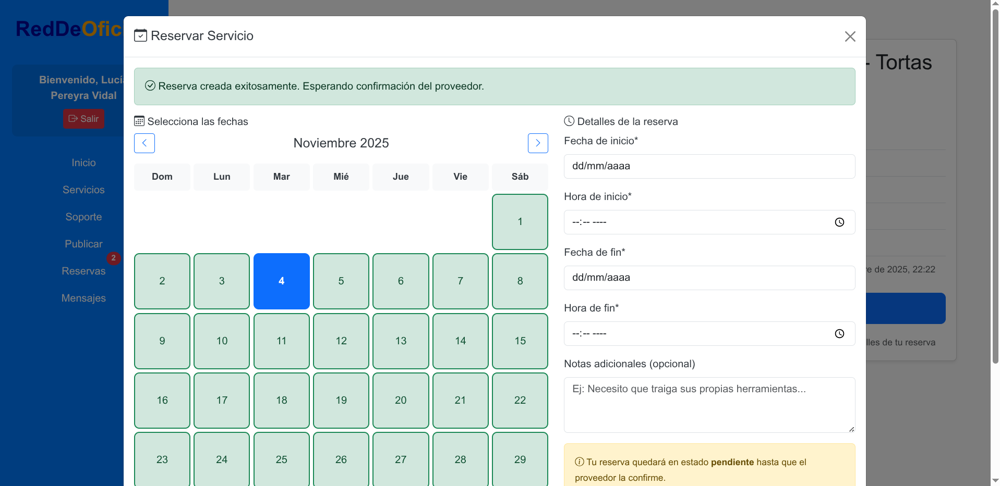 RedDeOfic
Bienvenido, Lucía
Pereyra Vidal
Salir
Inicio
Servicios
Soporte
Publicar
2
Reservas
Mensajes
Reservar Servicio
Reserva creada exitosamente. Esperando confirmación del proveedor.
Selecciona las fechas
Noviembre 2025
Dom Lun Mar Mié Jue Vie Sáb
1
2 3 4 5 6 7 8
9 10 11 12 13 14 15
16 17 18 19 20 21 22
23 24 25 26 27 28 29
Detalles de la reserva
Fecha de inicio*
dd/mm/aaaa
Hora de inicio*
--:-- ----
Fecha de fin*
dd/mm/aaaa
Hora de fin*
--:-- ----
Notas adicionales (opcional)
Ej: Necesito que traiga sus propias herramientas...
Tu reserva quedará en estado pendiente hasta que el
proveedor la confirme.
- Tortas
re de 2025, 22:22
lles de tu reserva